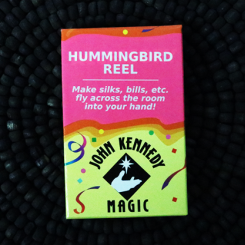 HUMMINGBIRD
REEL
Make silks, bills, etc.
fly across the room
into your hand!
JOHN KENNEDY
MAGIC